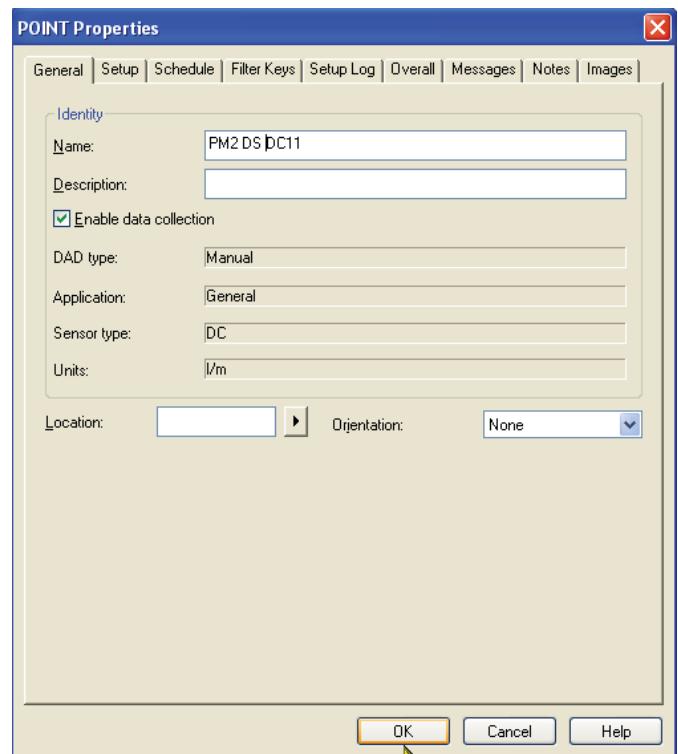 POINT Properties
General Setup Schedule Filter Keys Setup Log Overall Messages Notes Images
Identity
Name: PM2 DS DC11
Description:
Enable data collection
DAD type: Manual
Application: General
Sensor type: DC
Units: l/m
Location: Orientation: None
OK Cancel Help